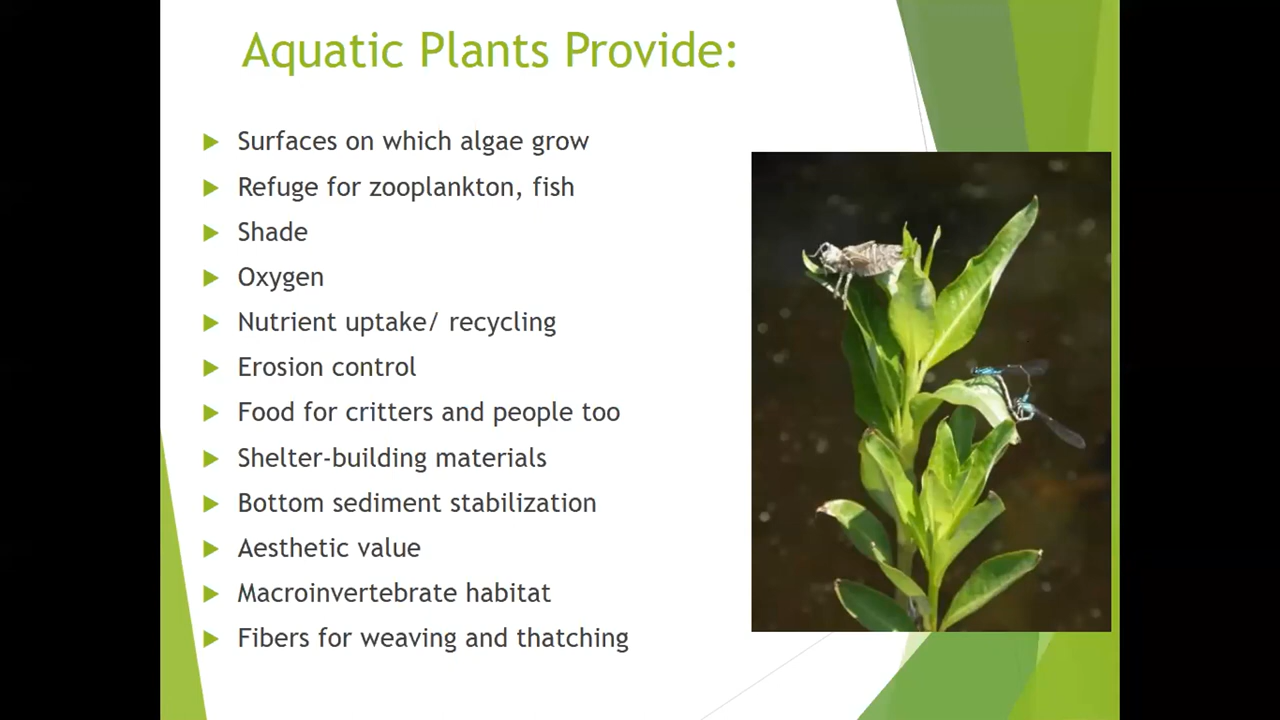 Aquatic Plants Provide:
Surfaces on which algae grow
Refuge for zooplankton, fish
Shade
Oxygen
Nutrient uptake/ recycling
Erosion control
Food for critters and people too
Shelter-building materials
Bottom sediment stabilization
Aesthetic value
Macroinvertebrate habitat
Fibers for weaving and thatching